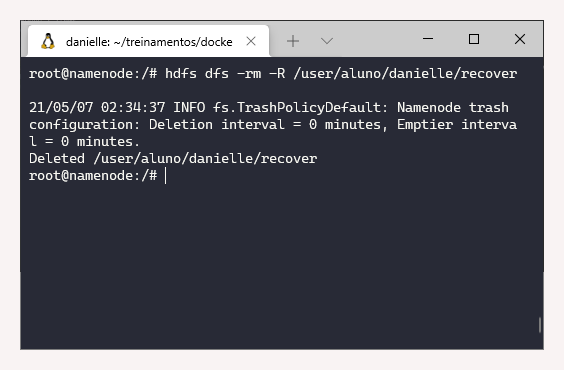 danielle: ~/treinamentos/docke
root@namenode:/# hdfs dfs -rm -R /user/aluno/danielle/recover
21/05/07 02:34:37 INFO fs.TrashPolicyDefault: Namenode trash
configuration: Deletion interval = 0 minutes, Emptier interva
l = 0 minutes.
Deleted /user/aluno/danielle/recover
root@namenode:/#